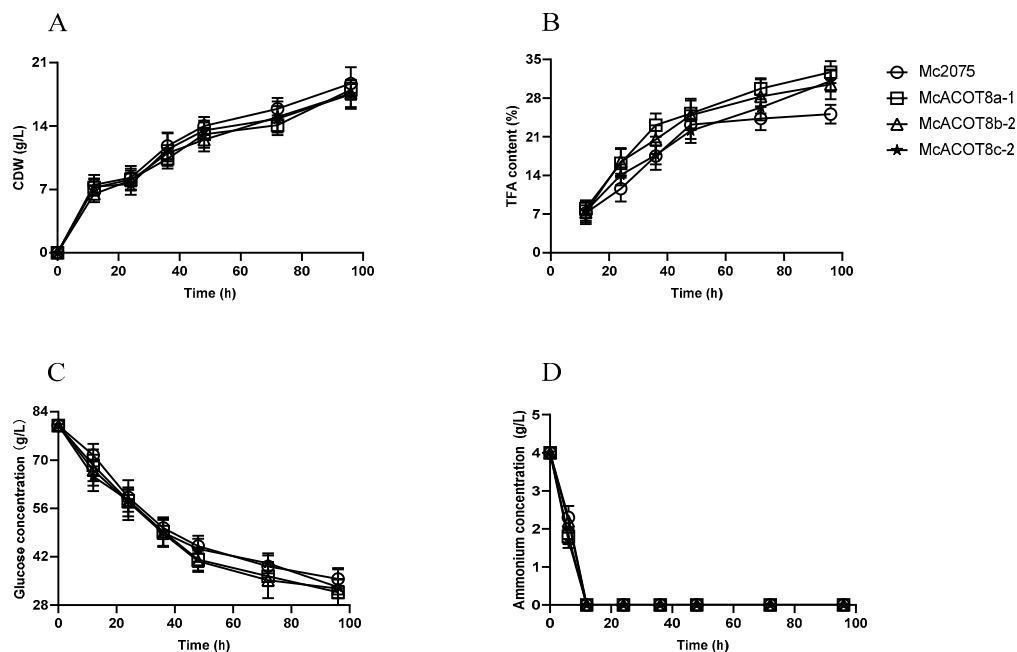 A
CDW (g/L)
21
14
7
0
0 20 40 60 80 100
Time (h)
B
TFA content (%)
35
28
21
14
7
0
0 20 40 60 80 100
Time (h)
Mc2075
McACOT8a-1
McACOT8b-2
McACOT8c-2
C
Glucose concentration (g/L)
84
70
56
42
28
0 20 40 60 80 100
Time (h)
D
Ammonium concentration (g/L)
5
4
3
2
1
0
0 20 40 60 80 100
Time (h)